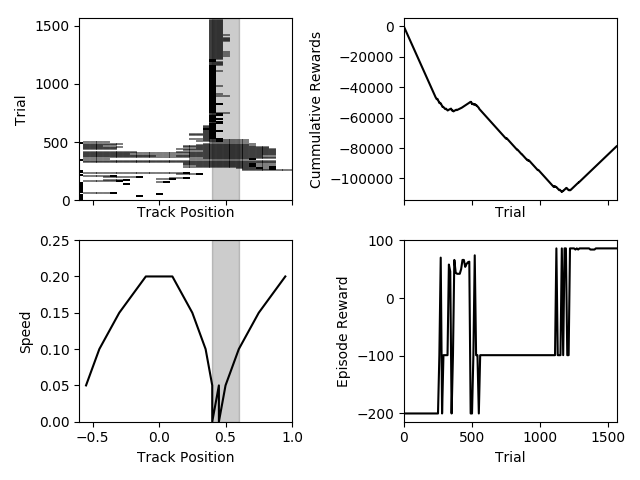 1500
1000
500
0
Trial
Track Position
0
−20000
−40000
−60000
−80000
−100000
Cummulative Rewards
Trial
0.25
0.20
0.15
0.10
0.05
0.00
Speed
−0.5 0.0 0.5 1.0
Track Position
100
0
−100
−200
Episode Reward
0 500 1000 1500
Trial